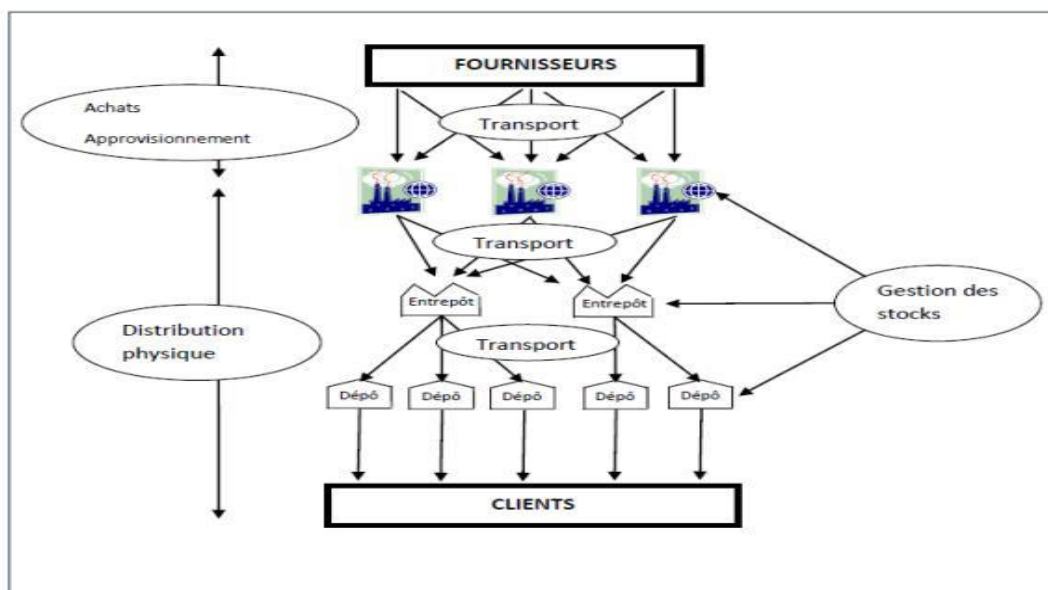 FOURNISSEURS
Achats
Approvisionnement
Transport
Transport
Entrepôt
Entrepôt
Gestion des
stocks
Distribution
physique
Transport
Dépô
Dépô
Dépô
Dépô
Dépô
CLIENTS